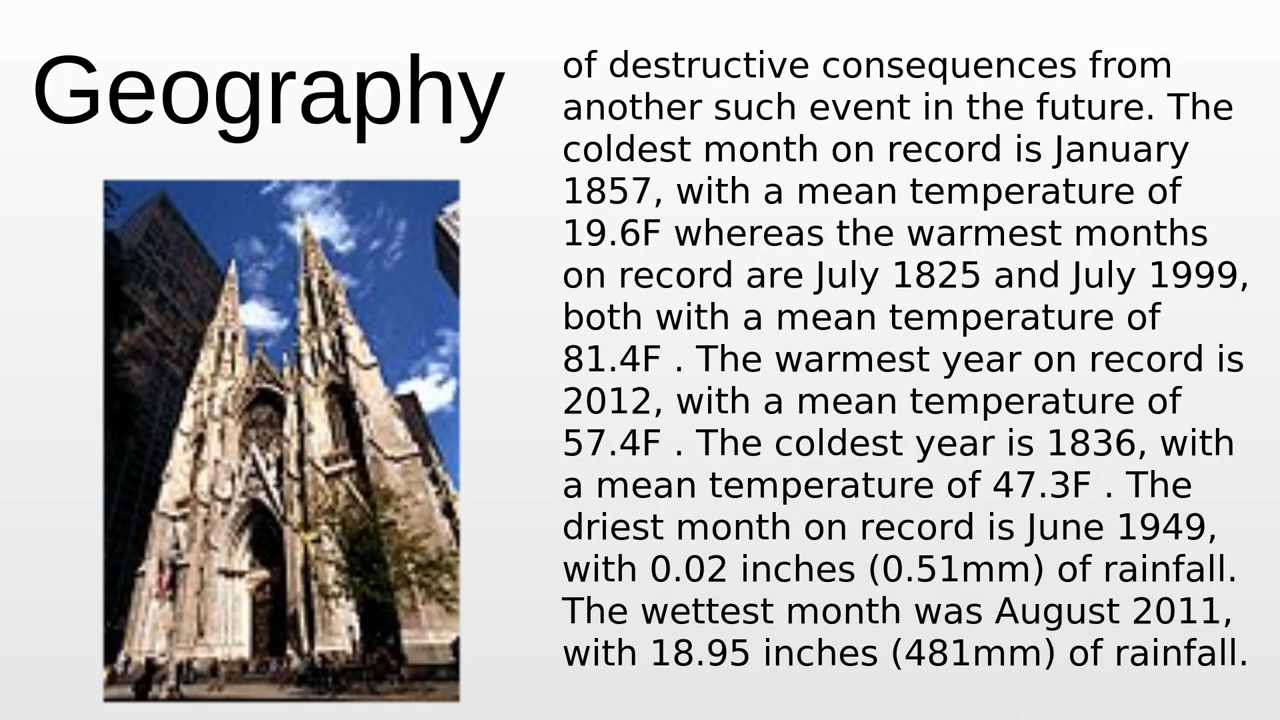 Geography
of destructive consequences from
another such event in the future. The
coldest month on record is January
1857, with a mean temperature of
19.6F whereas the warmest months
on record are July 1825 and July 1999,
both with a mean temperature of
81.4F . The warmest year on record is
2012, with a mean temperature of
57.4F . The coldest year is 1836, with
a mean temperature of 47.3F . The
driest month on record is June 1949,
with 0.02 inches (0.51mm) of rainfall.
The wettest month was August 2011,
with 18.95 inches (481mm) of rainfall.